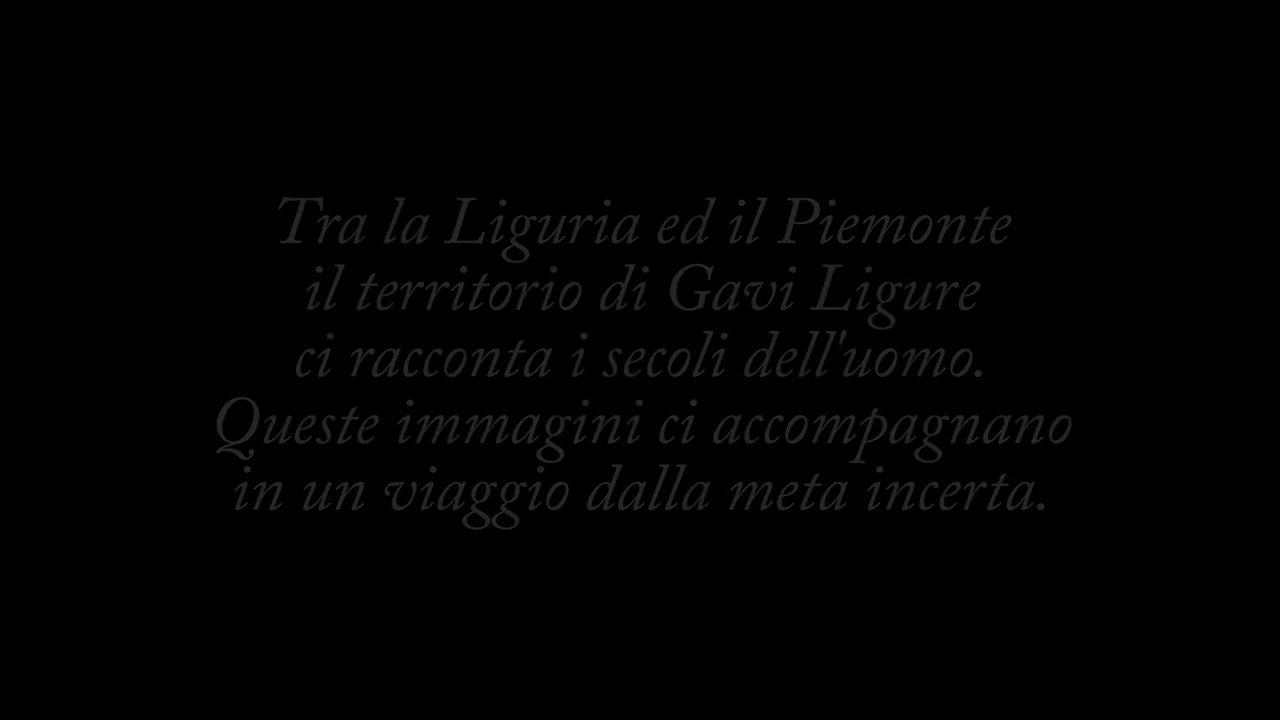 Tra la Liguria ed il Piemonte
il territorio di Gavi Ligure
ci racconta i secoli dell'uomo.
Queste immagini ci accompagnano
in un viaggio dalla meta incerta.